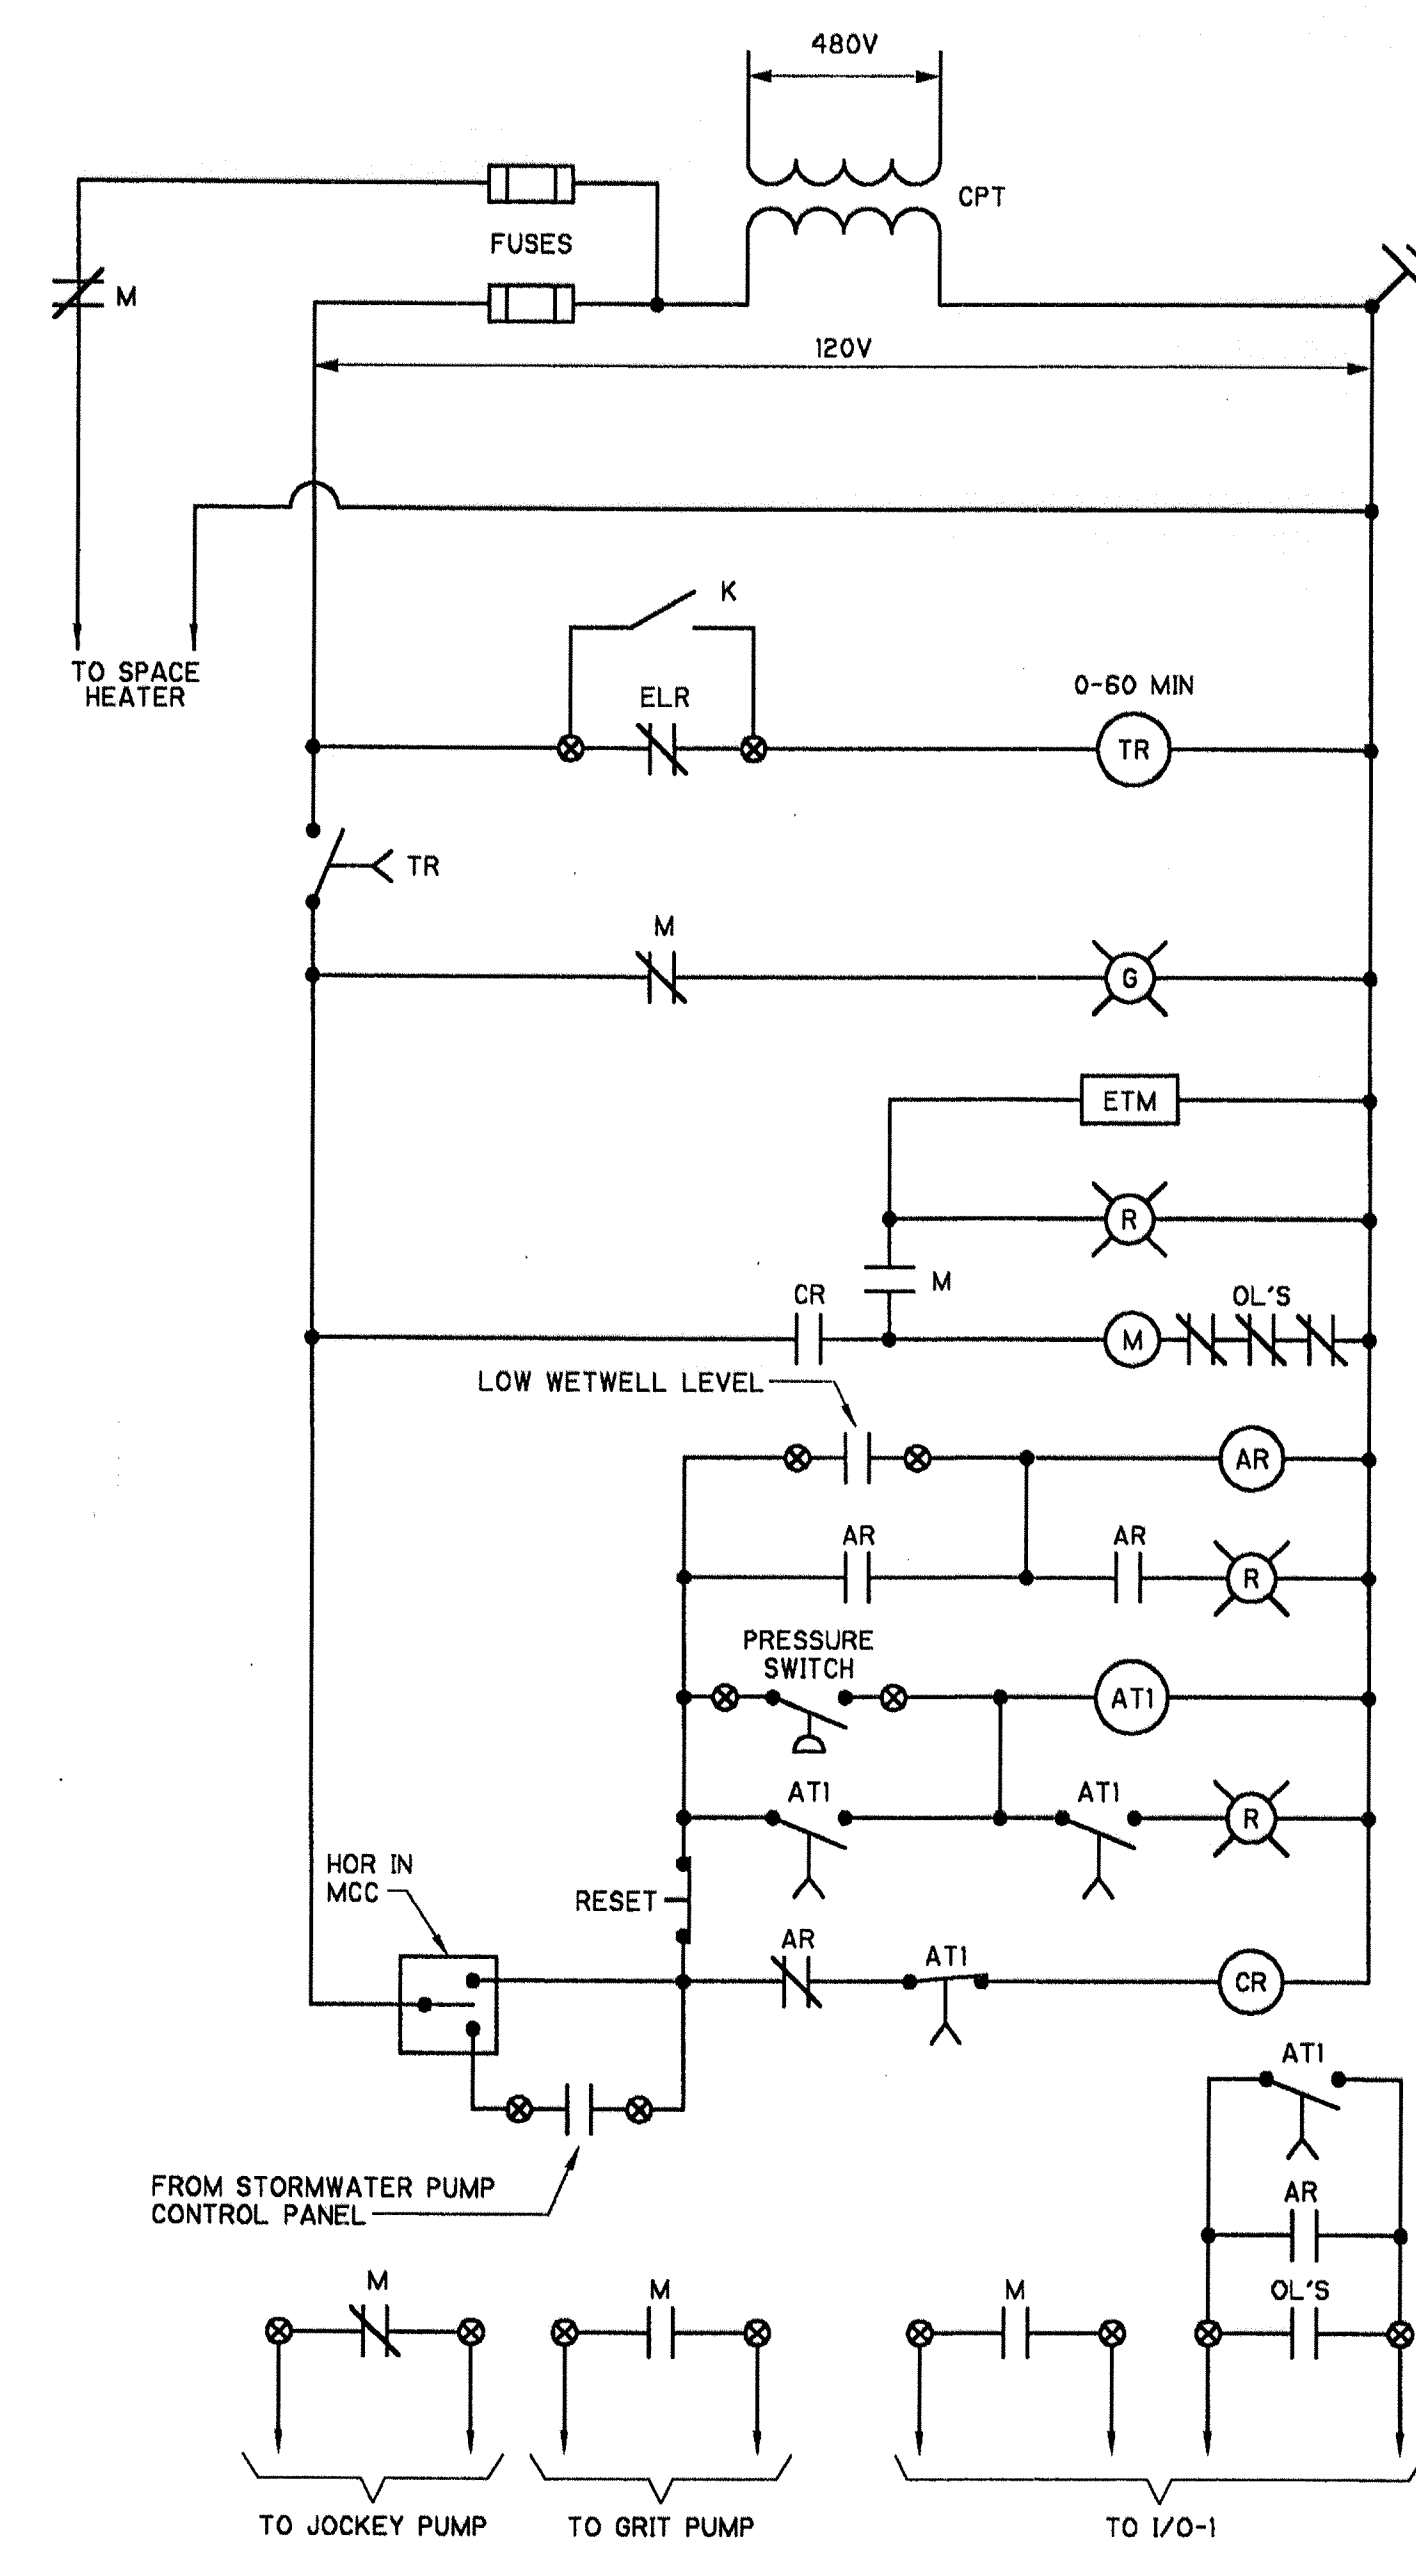 480V
CPT
FUSES
M
120V
K
TO SPACE
HEATER
ELR
0-60 MIN
TR
TR
M
G
ETM
R
M
CR
OL'S
M
LOW WETWELL LEVEL
AR
AR
AR
R
PRESSURE
SWITCH
AT1
AT1
AT1
R
HOR IN
MCC
RESET
AR
AT1
CR
AT1
FROM STORMWATER PUMP
CONTROL PANEL
AR
M
M
M
OL'S
TO JOCKEY PUMP
TO GRIT PUMP
TO I/O-1